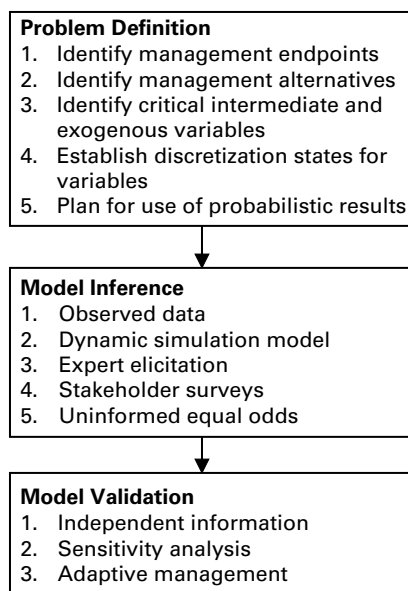 Problem Definition
1. Identify management endpoints
2. Identify management alternatives
3. Identify critical intermediate and
exogenous variables
4. Establish discretization states for
variables
5. Plan for use of probabilistic results
Model Inference
1. Observed data
2. Dynamic simulation model
3. Expert elicitation
4. Stakeholder surveys
5. Uninformed equal odds
Model Validation
1. Independent information
2. Sensitivity analysis
3. Adaptive management